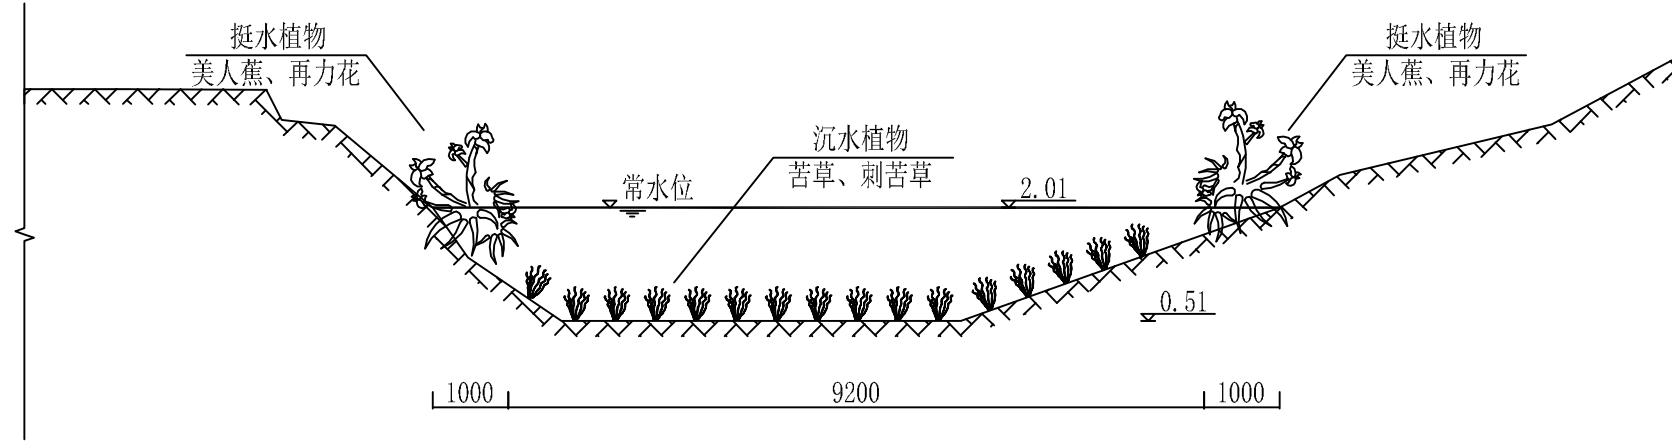 挺水植物
美人蕉、再力花
挺水植物
美人蕉、再力花
沉水植物
苦草、刺苦草
常水位
2.01
0.51
1000
9200
1000